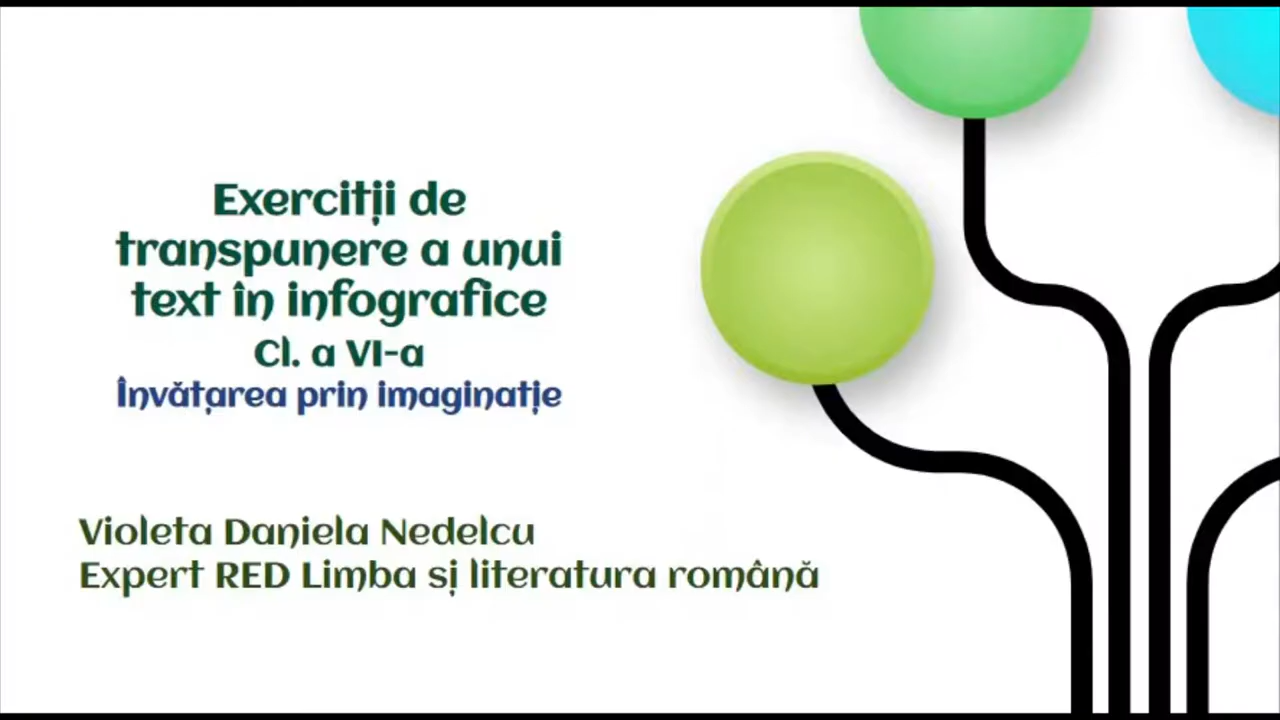 Exerciții de
transpunere a unui
text în infografice
Cl. a VI-a
Învățarea prin imaginație
Violeta Daniela Nedelcu
Expert RED Limba și literatura română